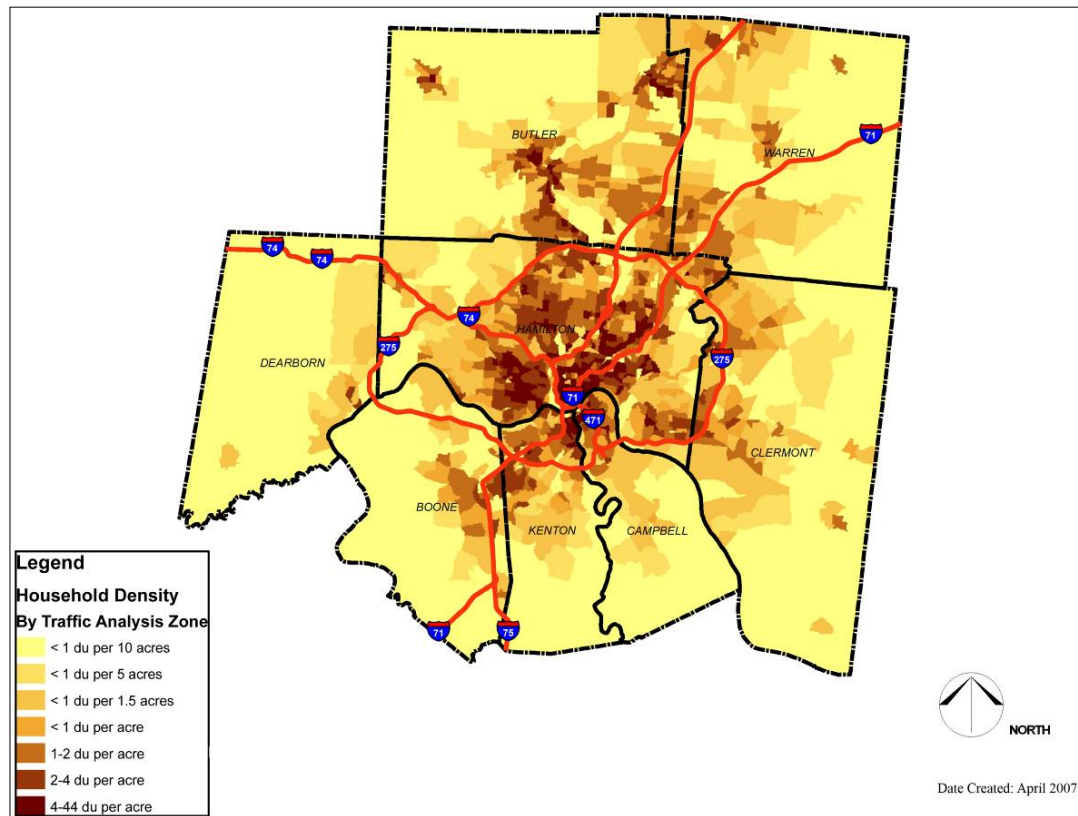 BUTLER
WARREN
71
74
74
74
HAMILTON
275
DEARBORN
275
71
471
CLERMONT
BOONE
KENTON
CAMPBELL
71
75
Legend
Household Density
By Traffic Analysis Zone
< 1 du per 10 acres
< 1 du per 5 acres
< 1 du per 1.5 acres
< 1 du per acre
1-2 du per acre
2-4 du per acre
4-44 du per acre
NORTH
Date Created: April 2007